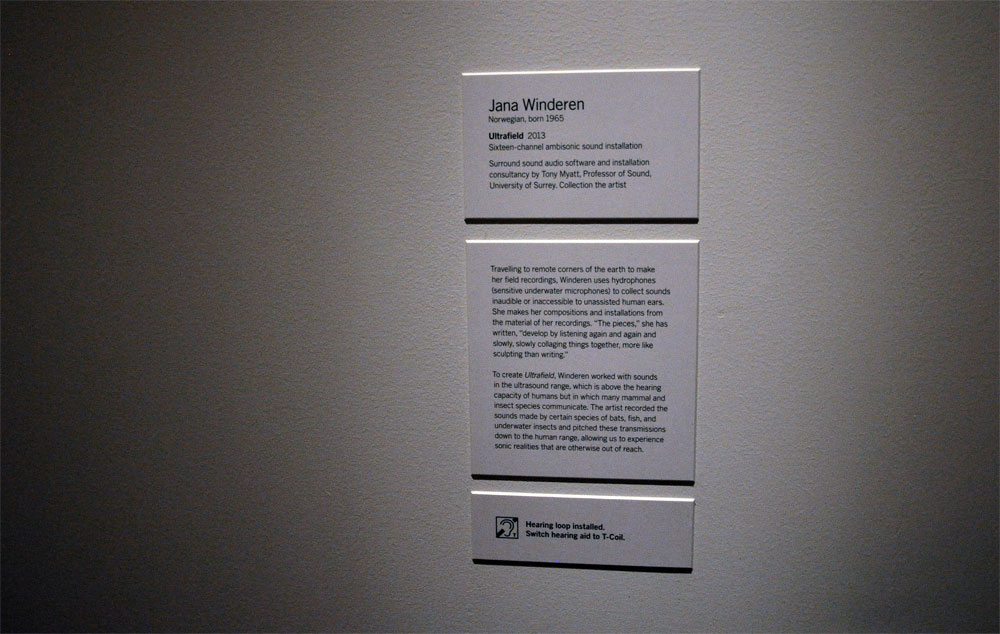 Jana Winderen
Norwegian, born 1965
Ultrafield 2013
Sixteen-channel ambisonic sound installation
Surround sound audio software and installation
consultancy by Tony Myatt, Professor of Sound,
University of Surrey. Collection the artist
Travelling to remote corners of the earth to make
her field recordings, Winderen uses hydrophones
(sensitive underwater microphones) to collect sounds
inaudible or inaccessible to unassisted human ears.
She makes her compositions and installations from
the material of her recordings. “The pieces,” she has
written, “develop by listening again and again and
slowly, slowly collaging things together, more like
sculpting than writing.”
To create Ultrafield, Winderen worked with sounds
in the ultrasound range, which is above the hearing
capacity of humans but in which many mammal and
insect species communicate. The artist recorded the
sounds made by certain species of bats, fish, and
underwater insects and pitched these transmissions
down to the human range, allowing us to experience
sonic realities that are otherwise out of reach.
Hearing loop installed.
Switch hearing aid to T-Coil.